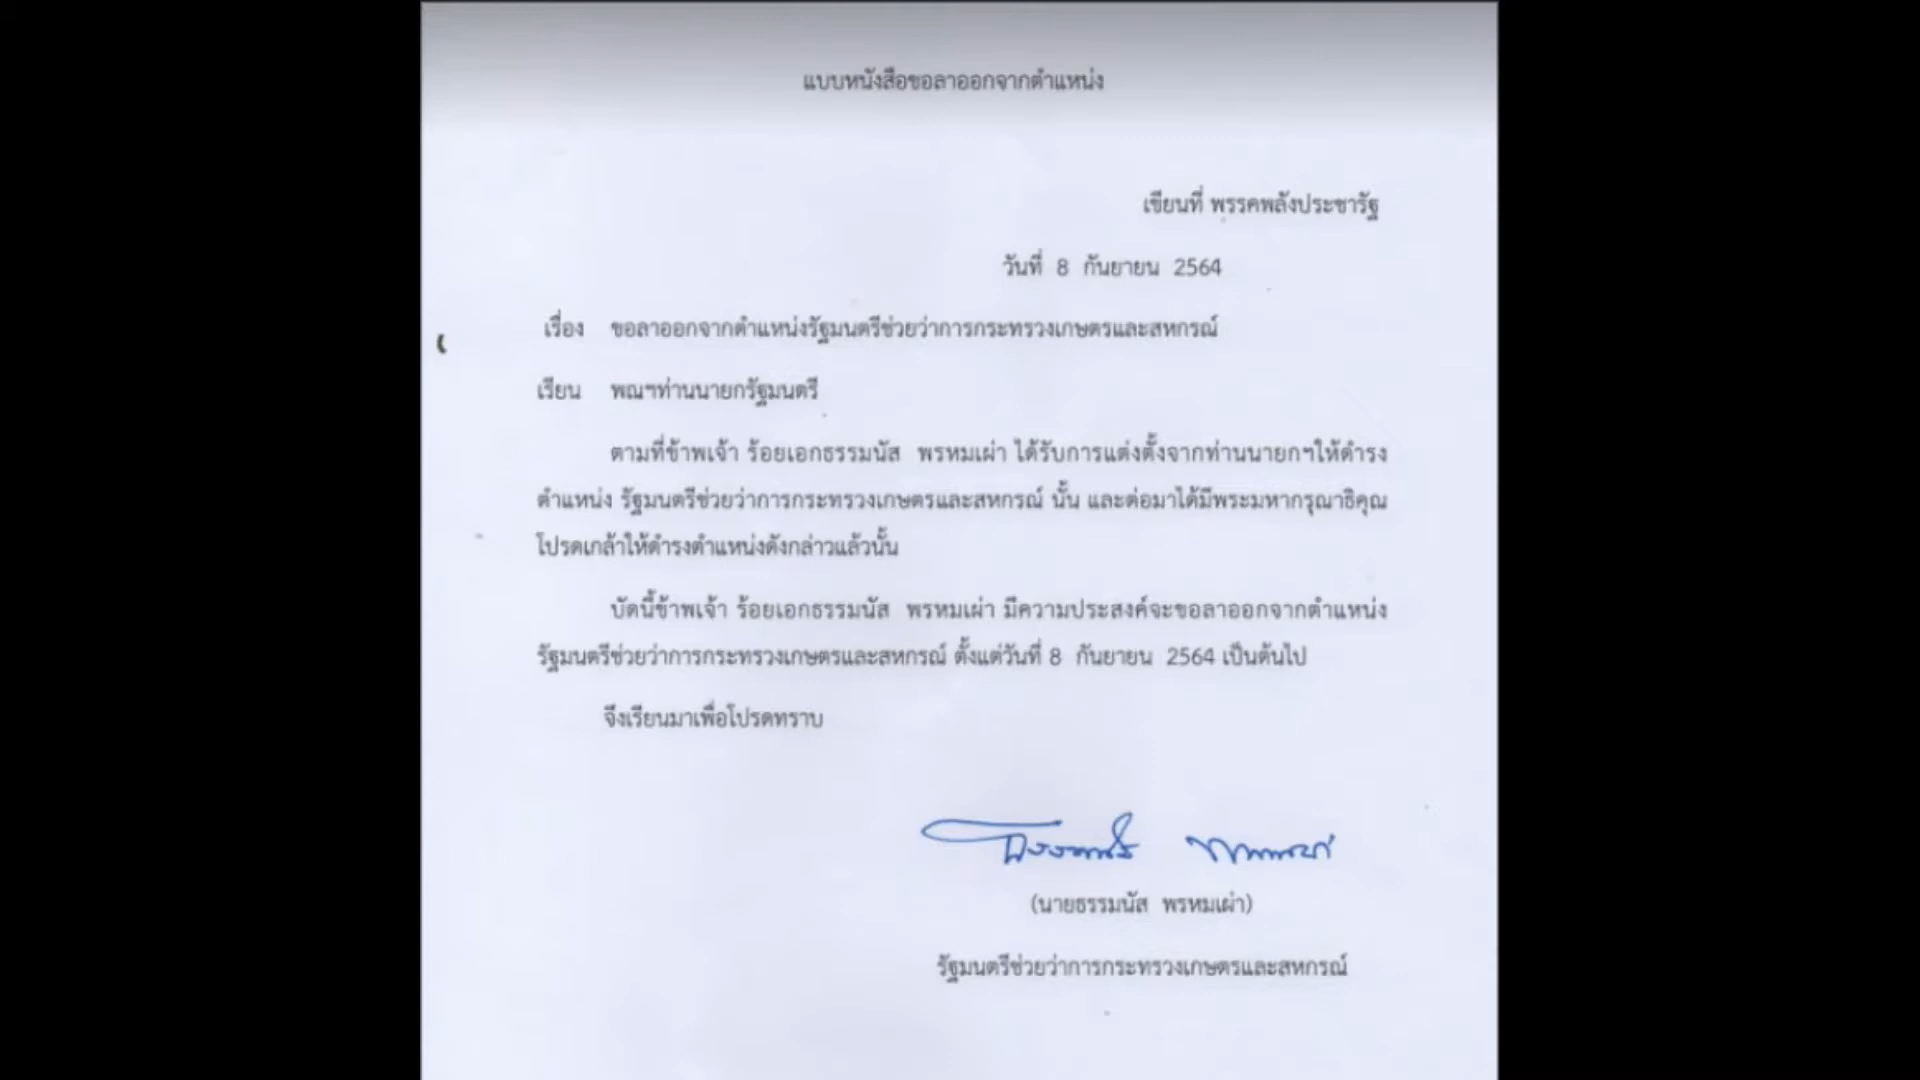 แบบหนังสือขอลาออกจากตำแหน่ง
เขียนที่ พรรคพลังประชารัฐ
วันที่ 8 กันยายน 2564
เรื่อง ขอลาออกจากตำแหน่งรัฐมนตรีช่วยว่าการกระทรวงเกษตรและสหกรณ์
เรียน พณฯท่านนายกรัฐมนตรี
ตามที่ข้าพเจ้า ร้อยเอกธรรมนัส พรหมเผ่า ได้รับการแต่งตั้งจากท่านนายกฯให้ดำรง
ตำแหน่ง รัฐมนตรีช่วยว่าการกระทรวงเกษตรและสหกรณ์ นั้น และต่อมาได้มีพระมหากรุณาธิคุณ
โปรดเกล้าให้ดำรงตำแหน่งดังกล่าวแล้วนั้น
บัดนี้ข้าพเจ้า ร้อยเอกธรรมนัส พรหมเผ่า มีความประสงค์จะขอลาออกจากตำแหน่ง
รัฐมนตรีช่วยว่าการกระทรวงเกษตรและสหกรณ์ ตั้งแต่วันที่ 8 กันยายน 2564 เป็นต้นไป
จึงเรียนมาเพื่อโปรดทราบ
(นายธรรมนัส พรหมเผ่า)
รัฐมนตรีช่วยว่าการกระทรวงเกษตรและสหกรณ์